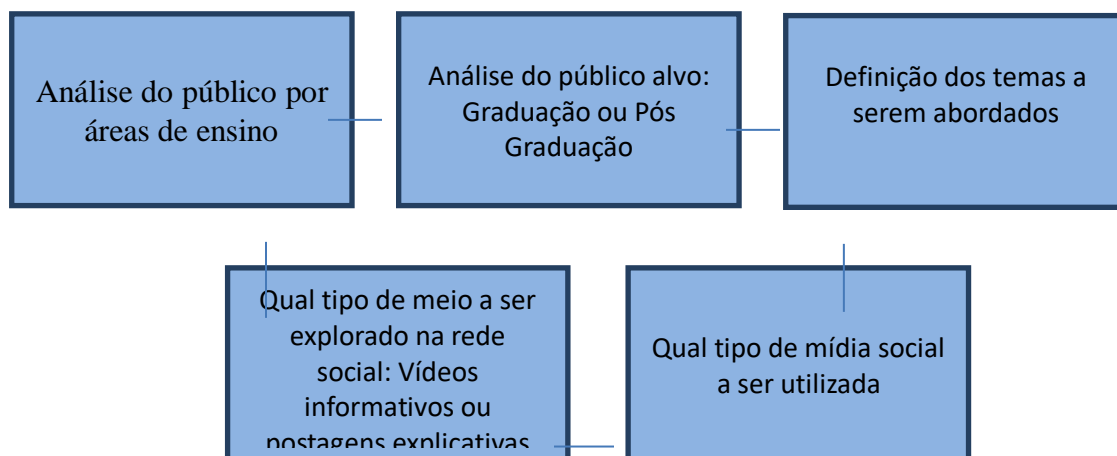 Análise do público por
áreas de ensino
Análise do público alvo:
Graduação ou Pós
Graduação
Definição dos temas a
serem abordados
Qual tipo de meio a ser
explorado na rede
social: Vídeos
informativos ou
postagens explicativas
Qual tipo de mídia social
a ser utilizada